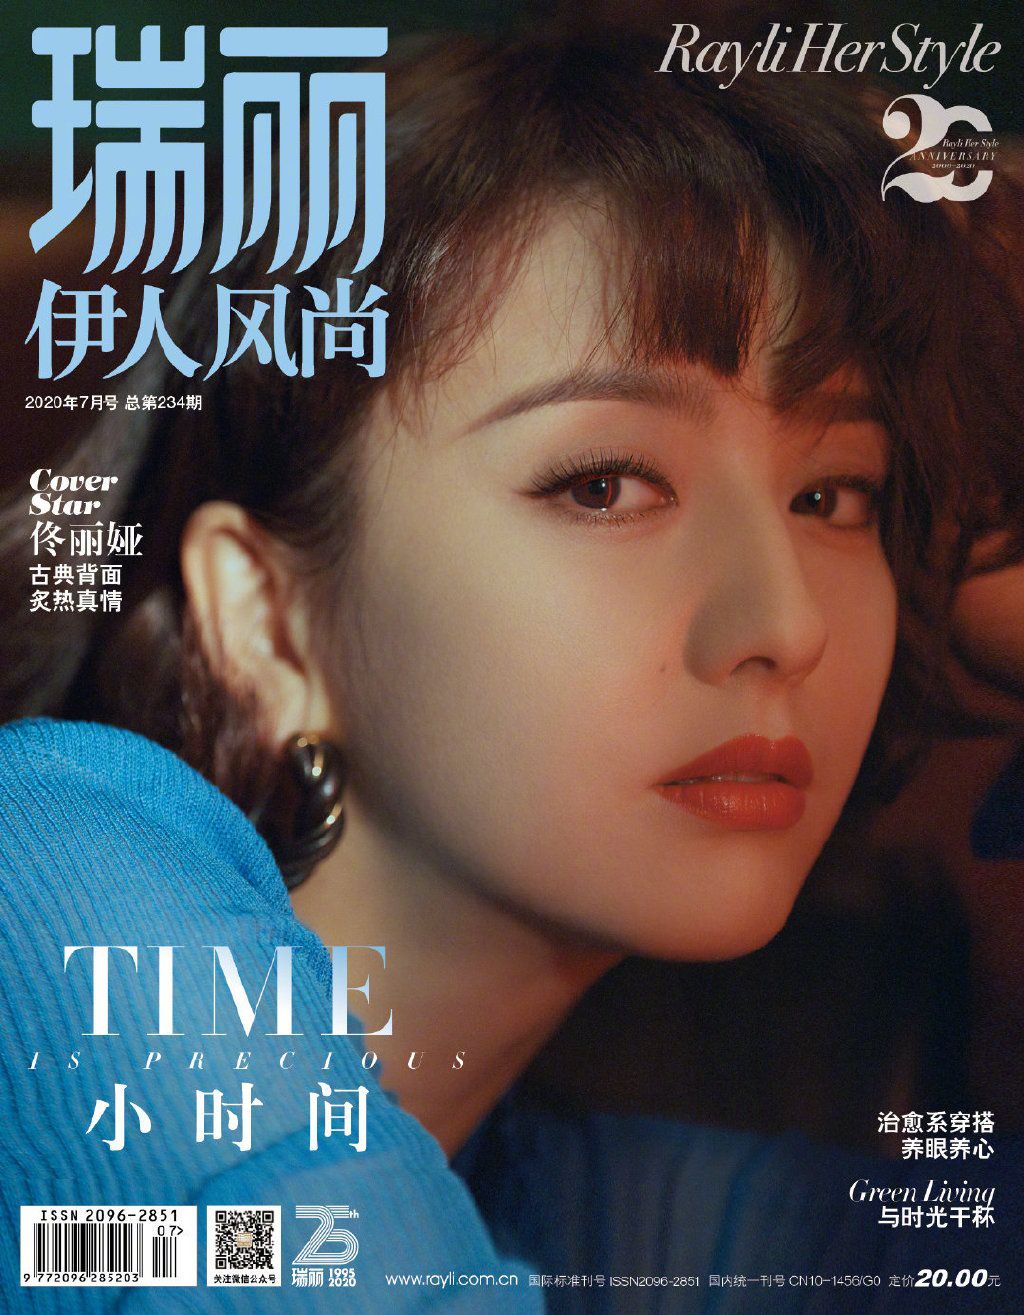 瑞丽
伊人风尚
2020年7月号 总第234期
Rayli Her Style
20
Rayli Her Style
ANNIVERSARY
2000-2020
Cover
Star
佟丽娅
古典背面
炙热真情
TIME
IS PRECIOUS
小时间
治愈系穿搭
养眼养心
Green Living
与时光干杯
ISSN 2096-2851
07>
9 772096 285203
关注微信公众号
25th
瑞丽 1995
2020
www.rayli.com.cn 国际标准刊号 ISSN2096-2851 国内统一刊号 CN10-1456/G0 定价20.00元